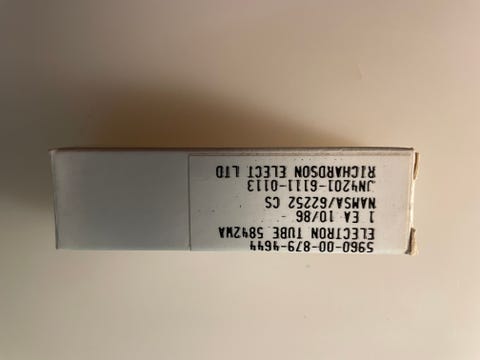 5960-00-879-4644
ELECTRON TUBE 5842WA
1 EA 10/86
NAMSA/62252 CS
JN4201-6111-0113
RICHARDSON ELECT LTD